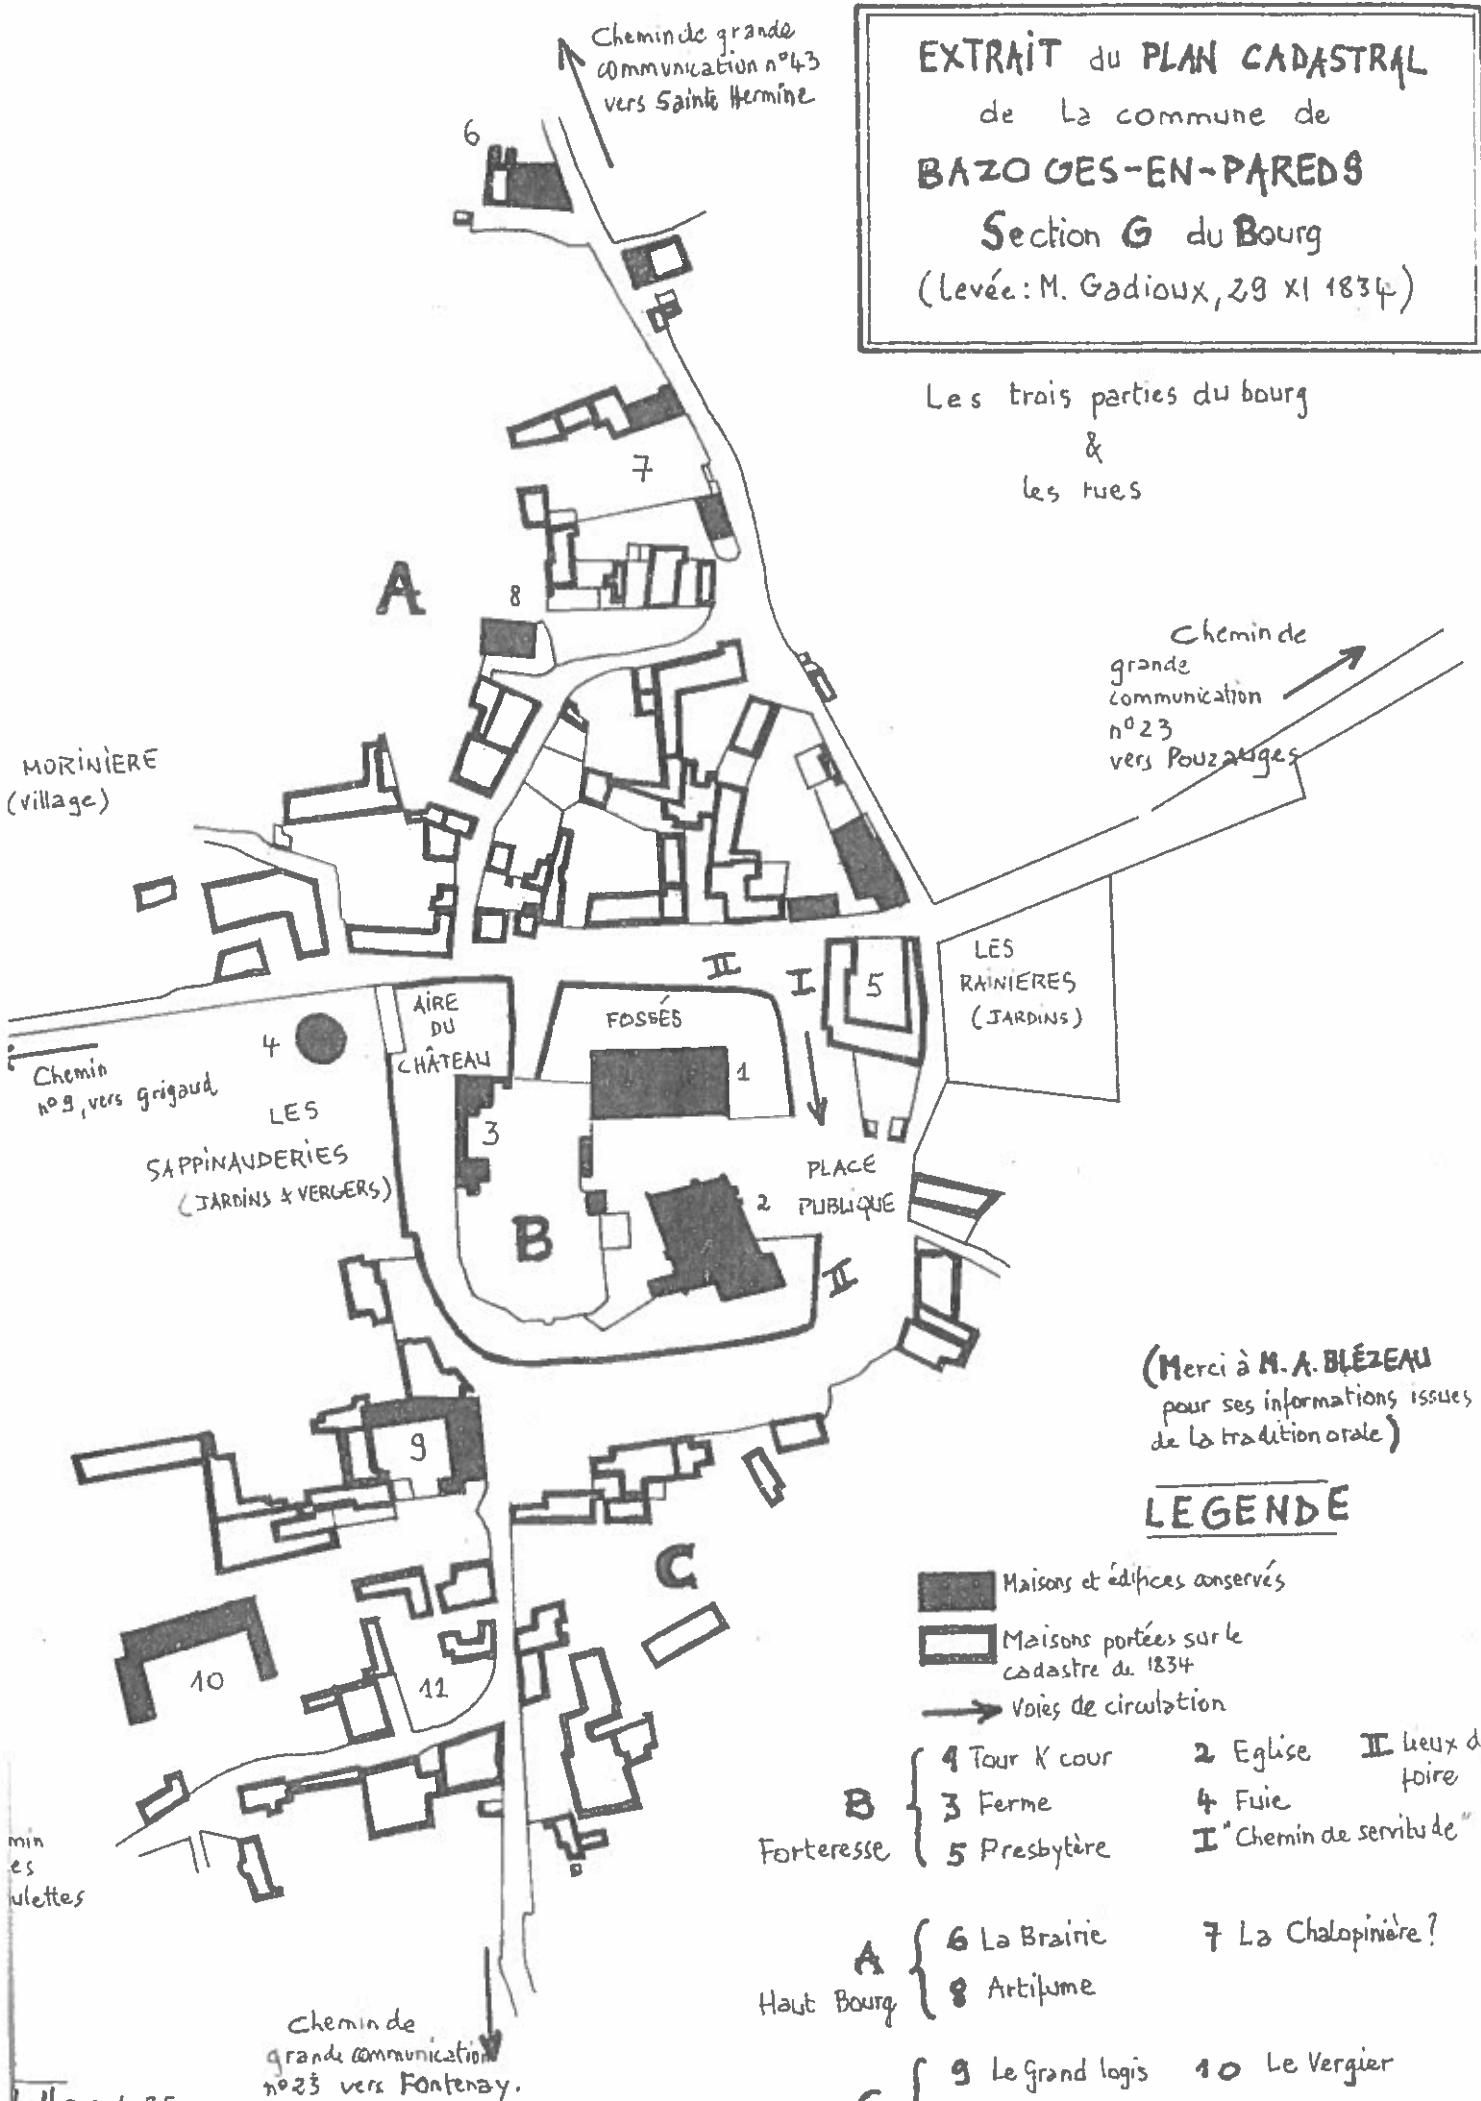 Chemin de grande
communication n°43
vers Sainte Hermine
EXTRAIT du PLAN CADASTRAL
de la commune de
BAZOGES-EN-PAREDS
Section G du Bourg
(levée: M. Gadioux, 29 XI 1834)
Les trois parties du bourg
&
les rues
6
7
A
8
Chemin de
grande
communication
n°23
vers Pouzauges
MORINIERE
(village)
II
I
5
LES
RAINIERES
(JARDINS)
AIRE
DU
CHÂTEAU
FOSSÉS
4
1
Chemin
n°9, vers Grigaud
LES
SAPPINAUDERIES
(JARDINS & VERGERS)
3
PLACE
PUBLIQUE
2
B
II
(Merci à M. A. BLÉZEAU
pour ses informations issues
de la tradition orale)
9
LEGENDE
C
Maisons et édifices conservés
Maisons portées sur le
cadastre de 1834
Voies de circulation
10
11
B
Forteresse
1 Tour & cour
2 Eglise
II Lieux d
foire
3 Ferme
4 Fuie
5 Presbytère
I "Chemin de servitude"
min
es
ulettes
A
Haut Bourg
6 La Brairie
7 La Chalopinière?
8 Artifume
Chemin de
grande communication
n°23 vers Fontenay.
9 Le Grand logis
10 Le Vergier